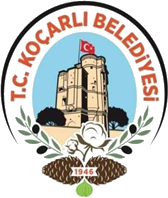 T.C. KOÇARLI BELEDİYESİ
1946